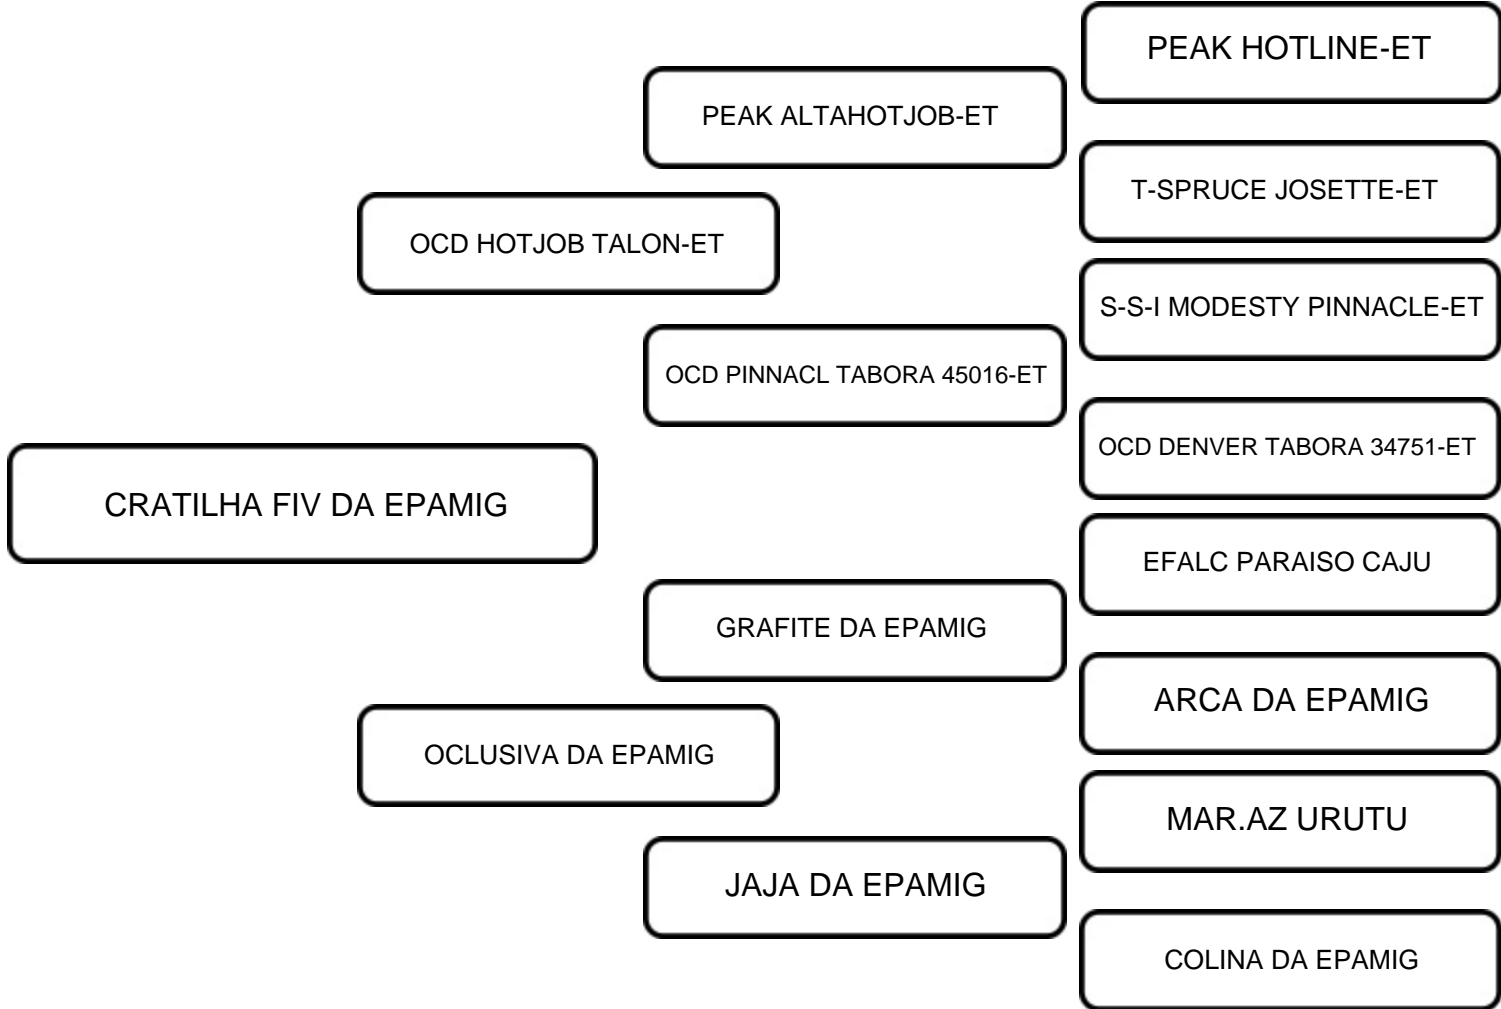 PEAK HOTLINE-ET
PEAK ALTAHOTJOB-ET
T-SPRUCE JOSETTE-ET
OCD HOTJOB TALON-ET
S-S-I MODESTY PINNACLE-ET
OCD PINNACL TABORA 45016-ET
OCD DENVER TABORA 34751-ET
CRATILHA FIV DA EPAMIG
EFALC PARAISO CAJU
GRAFITE DA EPAMIG
ARCA DA EPAMIG
OCLUSIVA DA EPAMIG
MAR.AZ URUTU
JAJA DA EPAMIG
COLINA DA EPAMIG